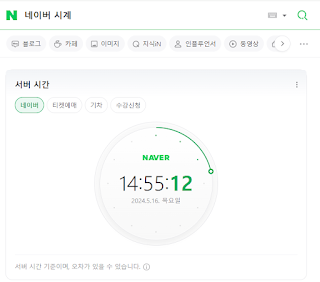 N 네이버 시계
블로그 카페 이미지 지식iN 인플루언서 동영상
서버 시간
네이버 티켓예매 기차 수강신청
NAVER
14:55:12
2024.5.16. 목요일
서버 시간 기준이며, 오차가 있을 수 있습니다.